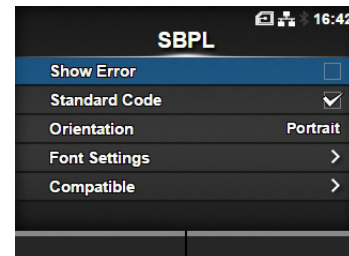 16:42
SBPL
Show Error
Standard Code
Orientation Portrait
Font Settings
Compatible